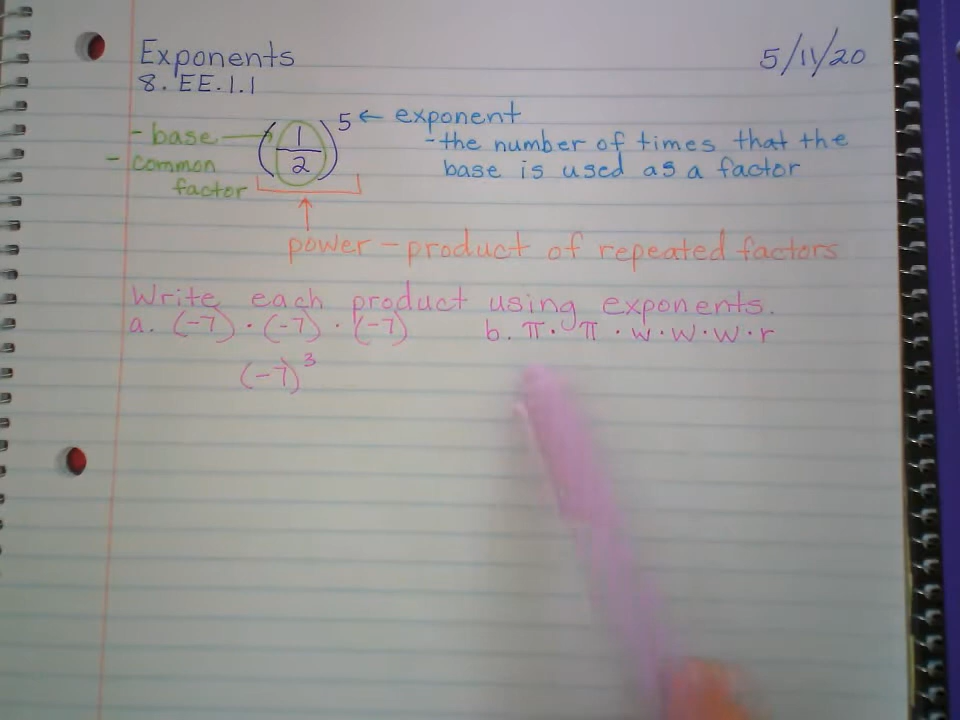 Exponents
5/11/20
8.EE.1.1
- base
(1/2)^5 ← exponent
- the number of times that the
base is used as a factor
- common
factor
power - product of repeated factors
Write each product using exponents.
a. (-7) · (-7) · (-7)
b. π · π · w · w · w · r
(-7)^3